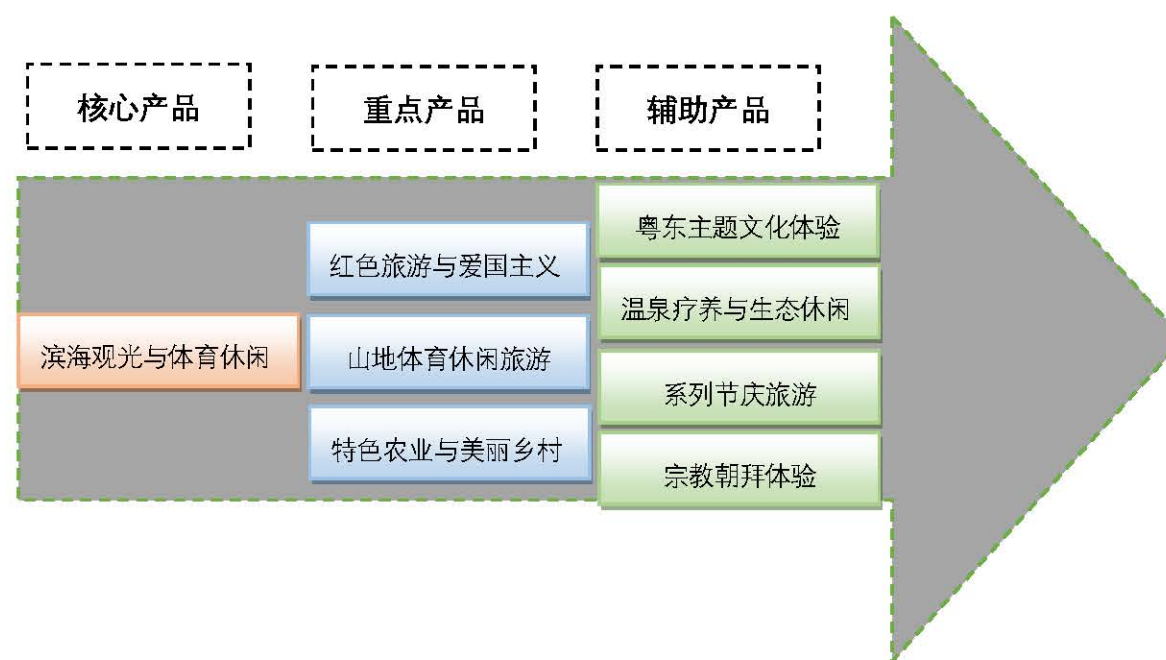 核心产品
重点产品
辅助产品
滨海观光与体育休闲
红色旅游与爱国主义
山地体育休闲旅游
特色农业与美丽乡村
粤东主题文化体验
温泉疗养与生态休闲
系列节庆旅游
宗教朝拜体验